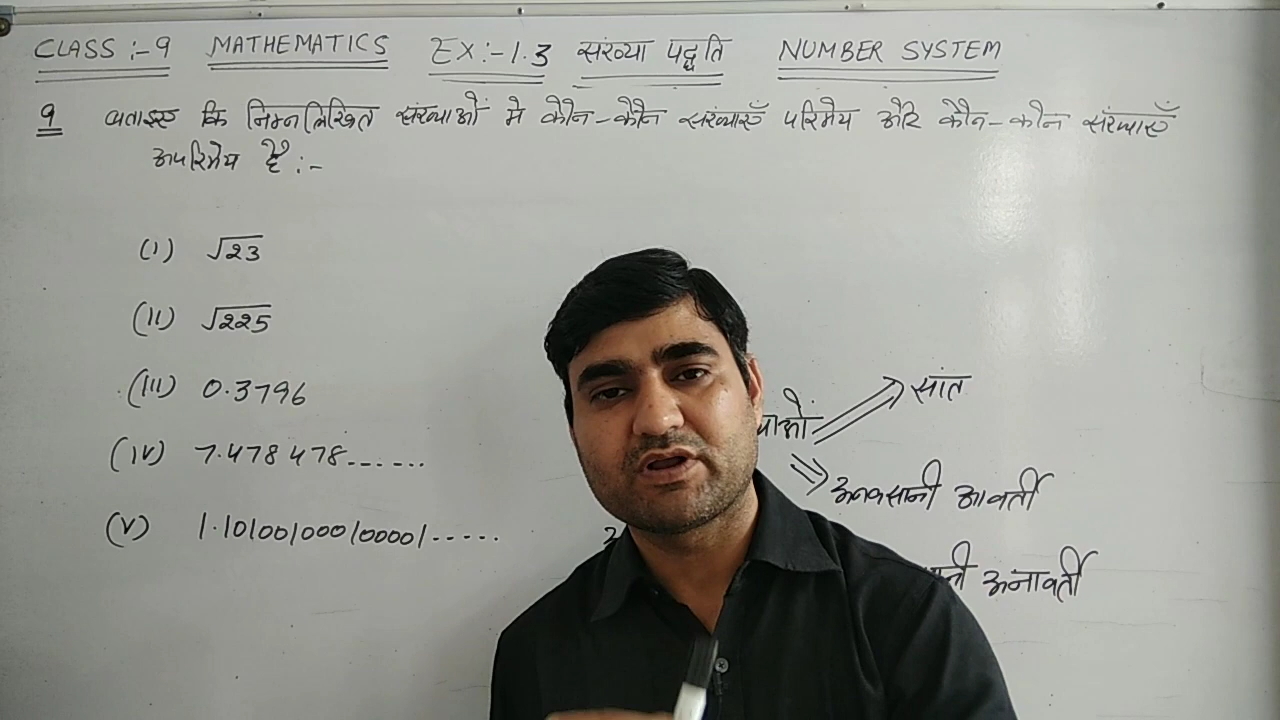 CLASS :- 9 MATHEMATICS EX:- 1.3 संख्या पद्धति NUMBER SYSTEM
9 बताइए कि निम्नलिखित संख्याओं मे कौन-कौन संख्याएँ परिमेय और कौन-कौन संख्याएँ
अपरिमेय हैं :-
(I) √23
(II) √225
(III) 0.3796
सांत
(IV) 7.478478......
याओं
अनवसानी आवर्ती
(V) 1.101001000100001.....
नी अनावर्ती